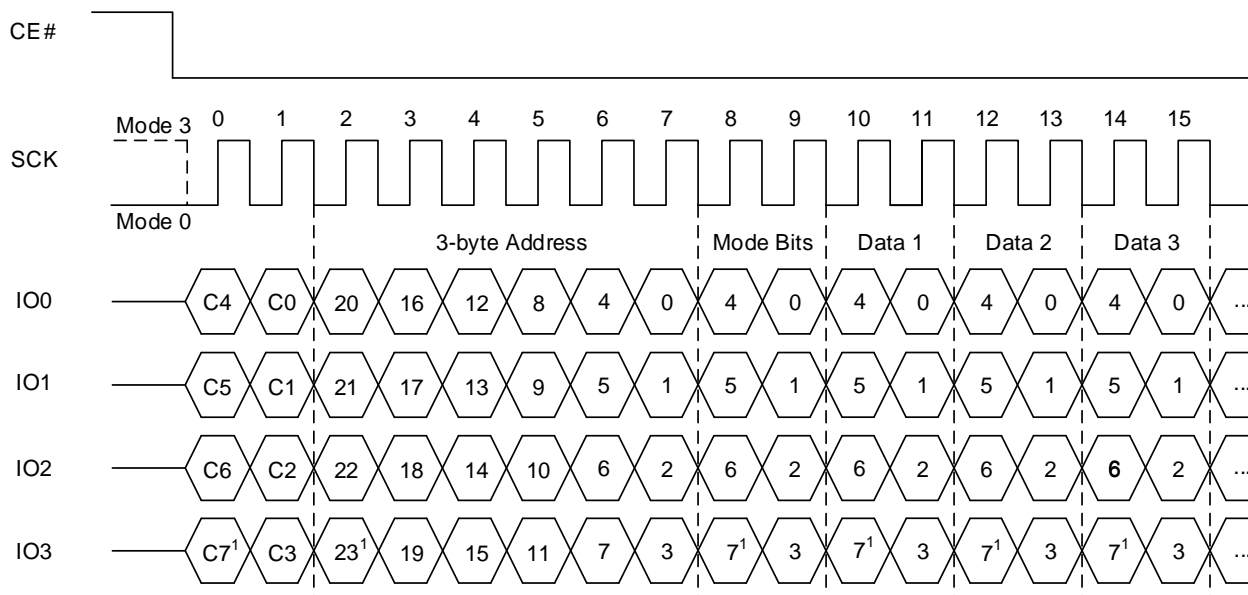 CE#
Mode 3 0 1 2 3 4 5 6 7 8 9 10 11 12 13 14 15
SCK
Mode 0
3-byte Address Mode Bits Data 1 Data 2 Data 3
IO0 C4 C0 20 16 12 8 4 0 4 0 4 0 4 0 4 0 ...
IO1 C5 C1 21 17 13 9 5 1 5 1 5 1 5 1 5 1 ...
IO2 C6 C2 22 18 14 10 6 2 6 2 6 2 6 2 6 2 ...
IO3 C7¹ C3 23¹ 19 15 11 7 3 7¹ 3 7¹ 3 7¹ 3 7¹ 3 ...